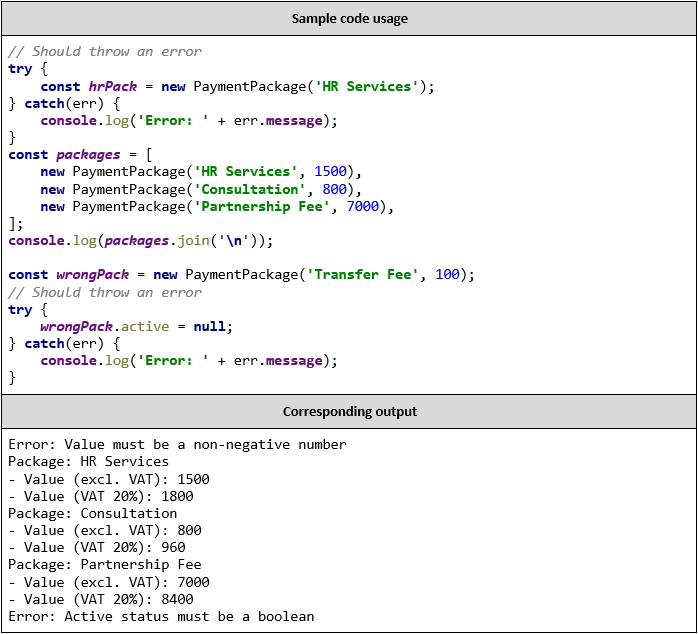 Sample code usage
// Should throw an error
try {
    const hrPack = new PaymentPackage('HR Services');
} catch(err) {
    console.log('Error: ' + err.message);
}
const packages = [
    new PaymentPackage('HR Services', 1500),
    new PaymentPackage('Consultation', 800),
    new PaymentPackage('Partnership Fee', 7000),
];
console.log(packages.join('\n'));

const wrongPack = new PaymentPackage('Transfer Fee', 100);
// Should throw an error
try {
    wrongPack.active = null;
} catch(err) {
    console.log('Error: ' + err.message);
}
Corresponding output
Error: Value must be a non-negative number
Package: HR Services
- Value (excl. VAT): 1500
- Value (VAT 20%): 1800
Package: Consultation
- Value (excl. VAT): 800
- Value (VAT 20%): 960
Package: Partnership Fee
- Value (excl. VAT): 7000
- Value (VAT 20%): 8400
Error: Active status must be a boolean